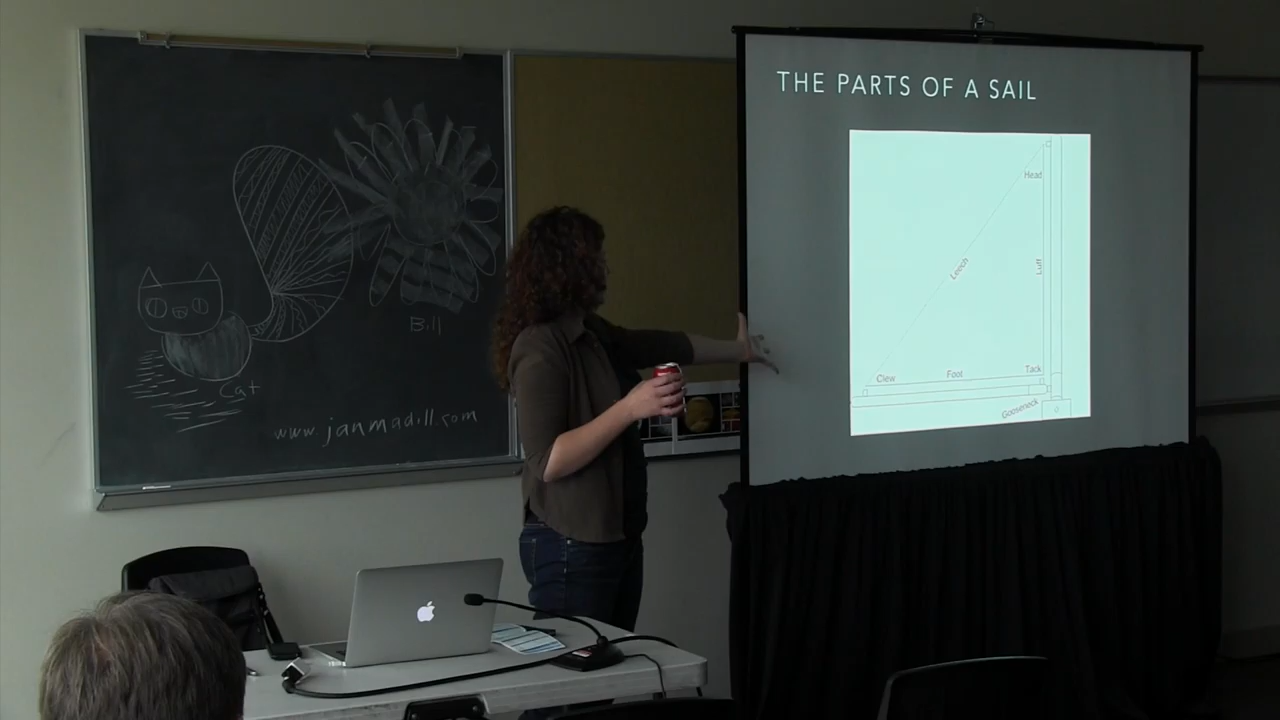 THE PARTS OF A SAIL
Head
Leech
Luff
Clew
Foot
Tack
Gooseneck
Bill
Cat
www.janmadill.com